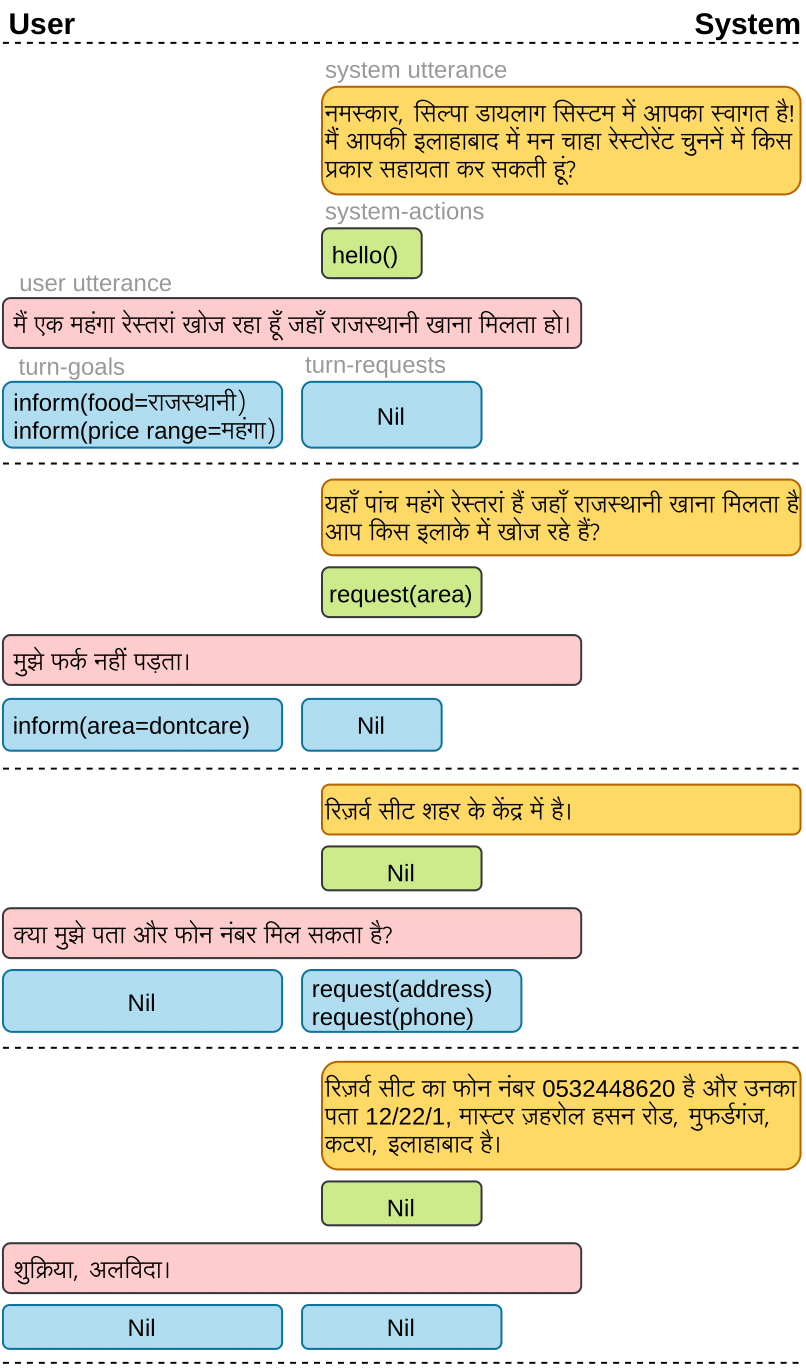 User System
system utterance
नमस्कार, सिल्पा डायलाग सिस्टम में आपका स्वागत है!
मैं आपकी इलाहाबाद में मन चाहा रेस्टोरेंट चुननें में किस
प्रकार सहायता कर सकती हूं?
system-actions
hello()
user utterance
मैं एक महंगा रेस्तरां खोज रहा हूँ जहाँ राजस्थानी खाना मिलता हो।
turn-goals turn-requests
inform(food=राजस्थानी)
inform(price range=महंगा)
Nil
यहाँ पांच महंगे रेस्तरां हैं जहाँ राजस्थानी खाना मिलता है
आप किस इलाके में खोज रहे हैं?
request(area)
मुझे फर्क नहीं पड़ता।
inform(area=dontcare) Nil
रिज़र्व सीट शहर के केंद्र में है।
Nil
क्या मुझे पता और फोन नंबर मिल सकता है?
Nil
request(address)
request(phone)
रिज़र्व सीट का फोन नंबर 0532448620 है और उनका
पता 12/22/1, मास्टर ज़हरोल हसन रोड, मुफर्डगंज,
कटरा, इलाहाबाद है।
Nil
शुक्रिया, अलविदा।
Nil Nil